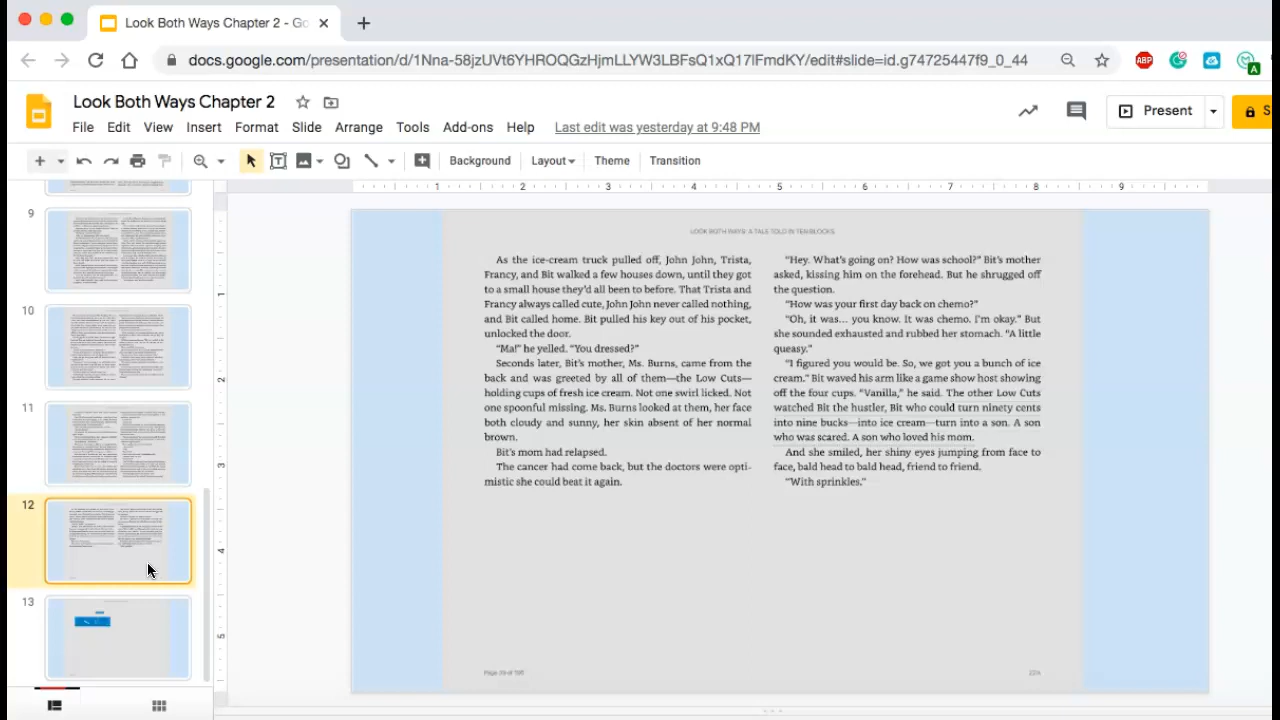 Look Both Ways Chapter 2 - Go
docs.google.com/presentation/d/1Nna-58jzUVt6YHROQGzHjmLLYW3LBFsQ1xQ17lFmdKY/edit#slide=id.g74725447f9_0_44
ABP
A
Look Both Ways Chapter 2
Present
S
File Edit View Insert Format Slide Arrange Tools Add-ons Help Last edit was yesterday at 9:48 PM
Background Layout Theme Transition
1 2 3 4 5 6 7 8 9
9
10
11
12
13
1
2
3
4
5
LOOK BOTH WAYS: A TALE TOLD IN TEN BLOCKS
As the ice-cream truck pulled off, John John, Trista,
Francy, and Bit walked a few houses down, until they got
to a small house they'd all been to before. That Trista and
Francy always called cute, John John never called nothing,
and Bit called home. Bit pulled his key out of his pocket,
unlocked the door.
"Ma!" he yelled. "You dressed?"
Seconds later, Bit's mother, Ms. Burns, came from the
back and was greeted by all of them—the Low Cuts—
holding cups of fresh ice cream. Not one swirl licked. Not
one spoonful missing. Ms. Burns looked at them, her face
both cloudy and sunny, her skin absent of her normal
brown.
Bit's mom had relapsed.
The cancer had come back, but the doctors were opti-
mistic she could beat it again.
"Hey. What's going on? How was school?" Bit's mother
asked, kissing him on the forehead. But he shrugged off
the question.
"How was your first day back on chemo?"
"Oh, it was... you know. It was chemo. I'm okay." But
she sounded exhausted and rubbed her stomach. "A little
queasy."
"I figured you would be. So, we got you a bunch of ice
cream." Bit waved his arm like a game show host showing
off the four cups. "Vanilla," he said. The other Low Cuts
watched Bit the hustler, Bit who could turn ninety cents
into nine bucks—into ice cream—turn into a son. A son
who was scared. A son who loved his mom.
And she smiled, her shiny eyes jumping from face to
face, bald head to bald head, friend to friend.
"With sprinkles."